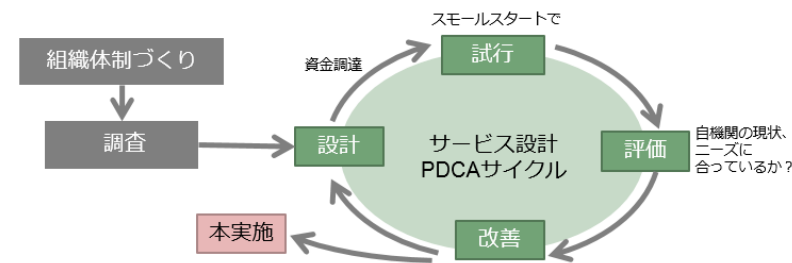 スモールスタートで
組織体制づくり
資金調達
試行
調査
設計
サービス設計
PDCAサイクル
評価
自機関の現状、
ニーズに
合っているか？
本実施
改善